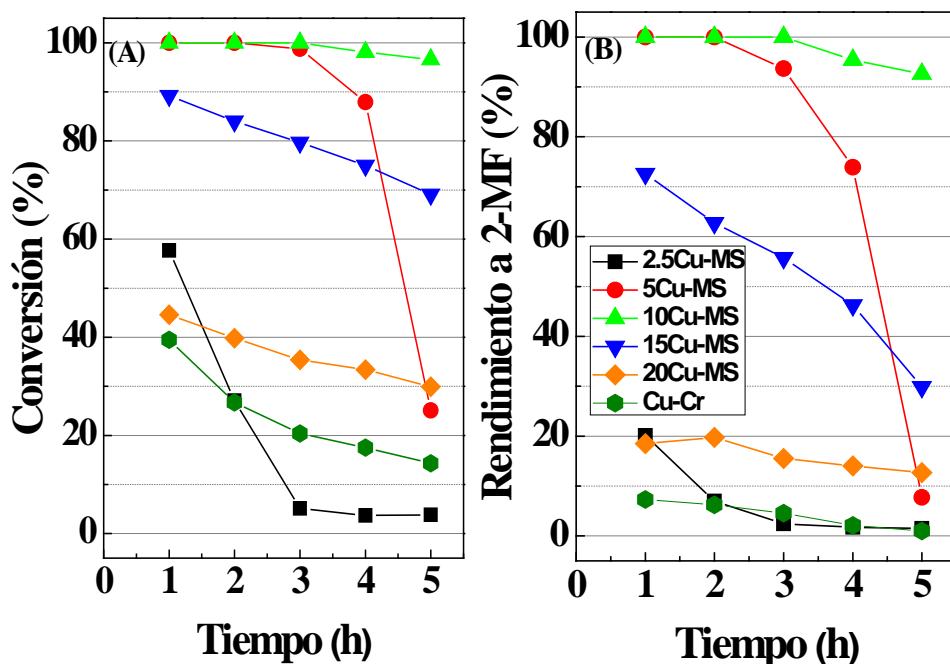 Conversión (%)
100
80
60
40
20
0
(A)
0 1 2 3 4 5
Tiempo (h)
Rendimiento a 2-MF (%)
100
80
60
40
20
0
(B)
2.5Cu-MS
5Cu-MS
10Cu-MS
15Cu-MS
20Cu-MS
Cu-Cr
0 1 2 3 4 5
Tiempo (h)